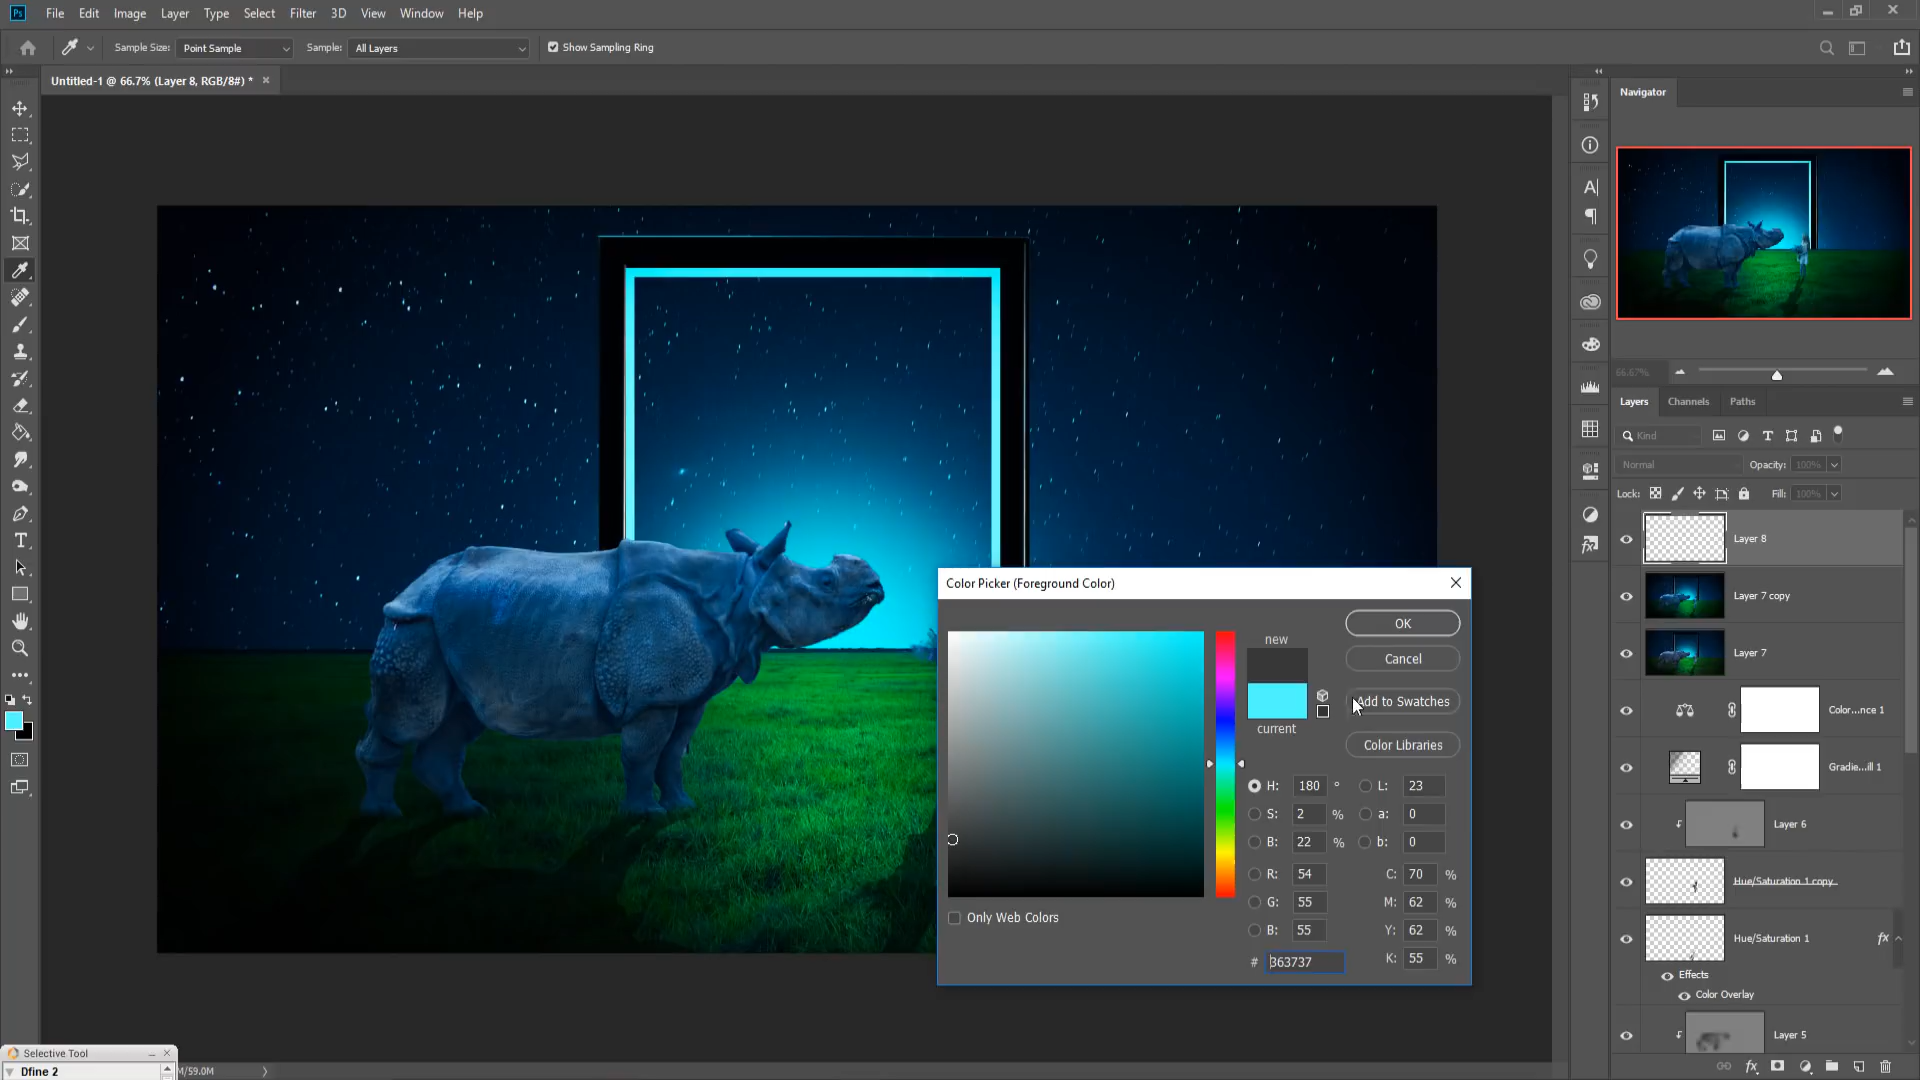 Ps File Edit Image Layer Type Select Filter 3D View Window Help
Sample Size: Point Sample Sample: All Layers Show Sampling Ring
Untitled-1 @ 66.7% (Layer 8, RGB/8#) *
Navigator
66.67%
Layers Channels Paths
Kind
Normal Opacity: 100%
Lock: Fill: 100%
Layer 8
Layer 7 copy
Layer 7
Color...nce 1
Gradie...ill 1
Layer 6
Hue/Saturation 1 copy
Hue/Saturation 1 fx
Effects
Color Overlay
Layer 5
Color Picker (Foreground Color)
new
current
OK
Cancel
Add to Swatches
Color Libraries
H: 180 ° L: 23
S: 2 % a: 0
B: 22 % b: 0
R: 54 C: 70 %
G: 55 M: 62 %
B: 55 Y: 62 %
# 363737 K: 55 %
Only Web Colors
Selective Tool
Dfine 2
M/59.0M